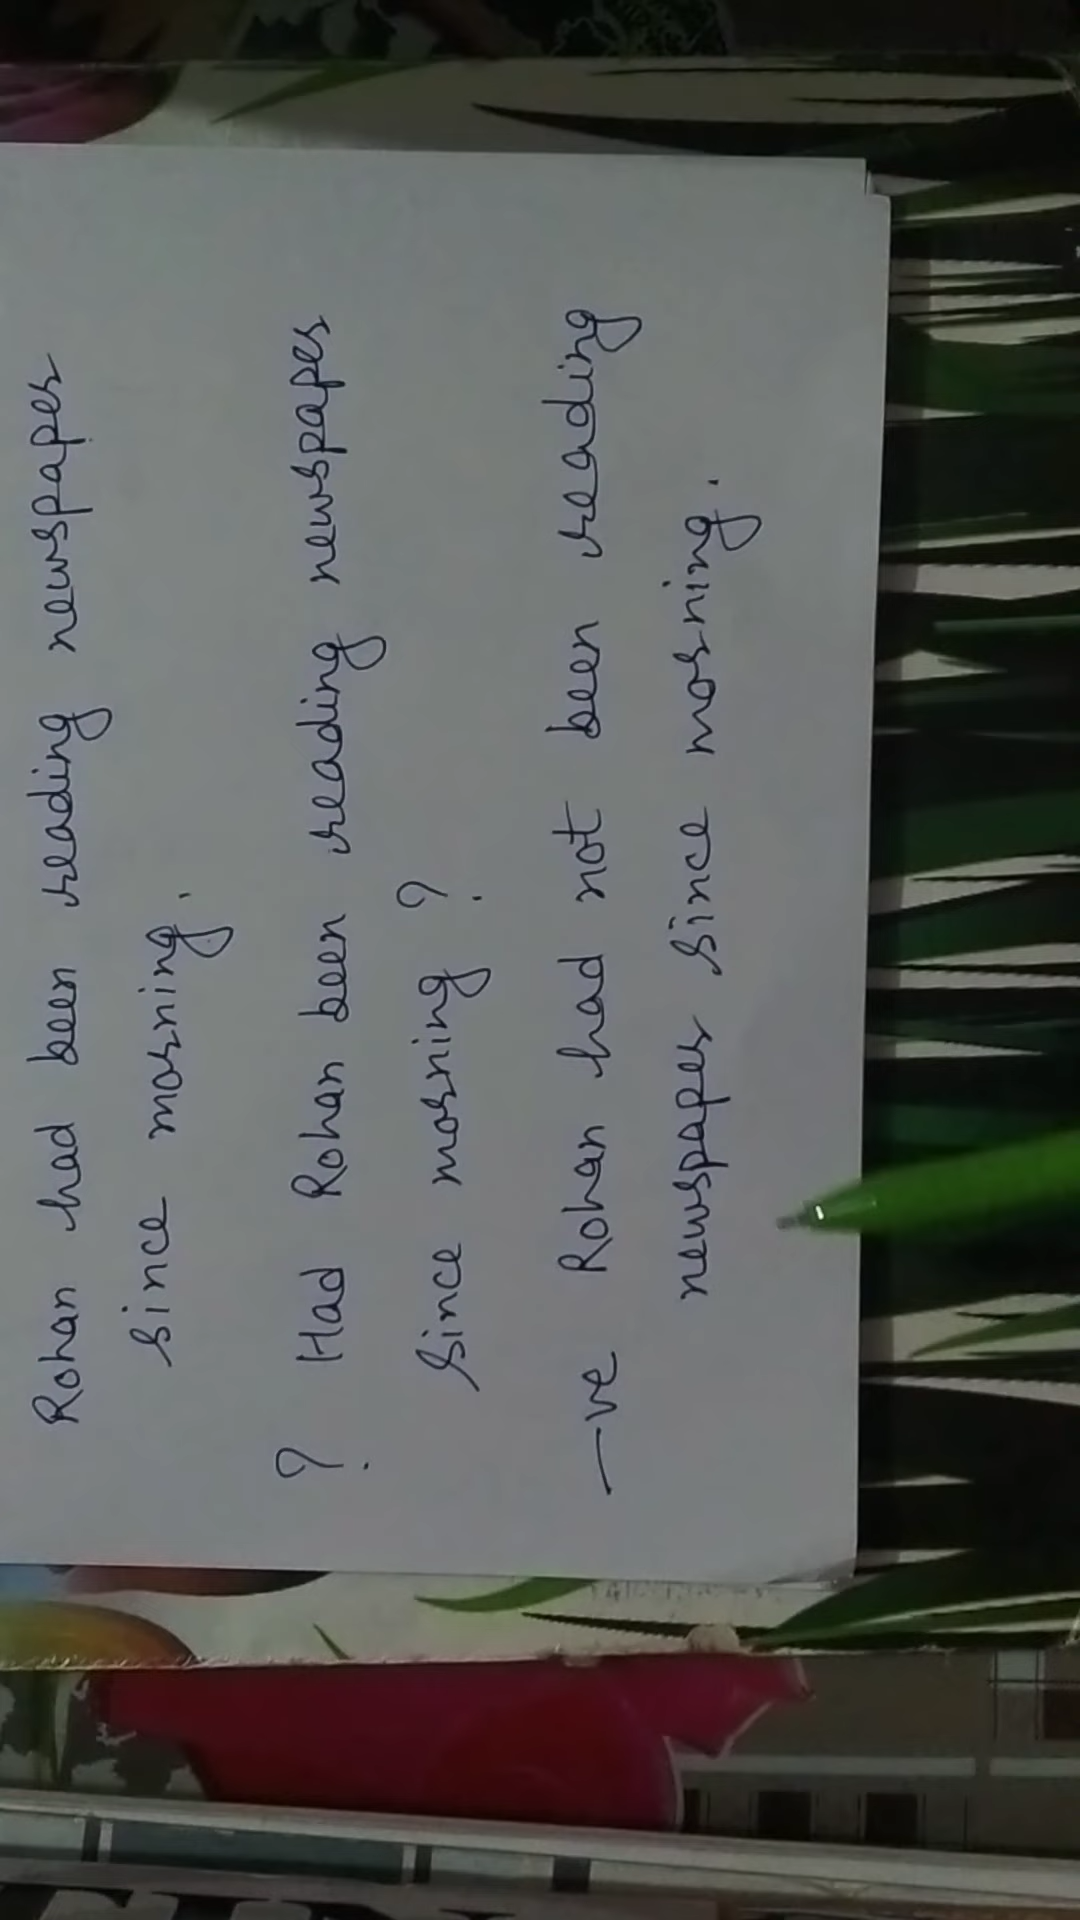 Rohan had been reading newspaper
since morning.
? Had Rohan been reading newspaper
since morning ?
-ve Rohan had not been reading
newspaper since morning.